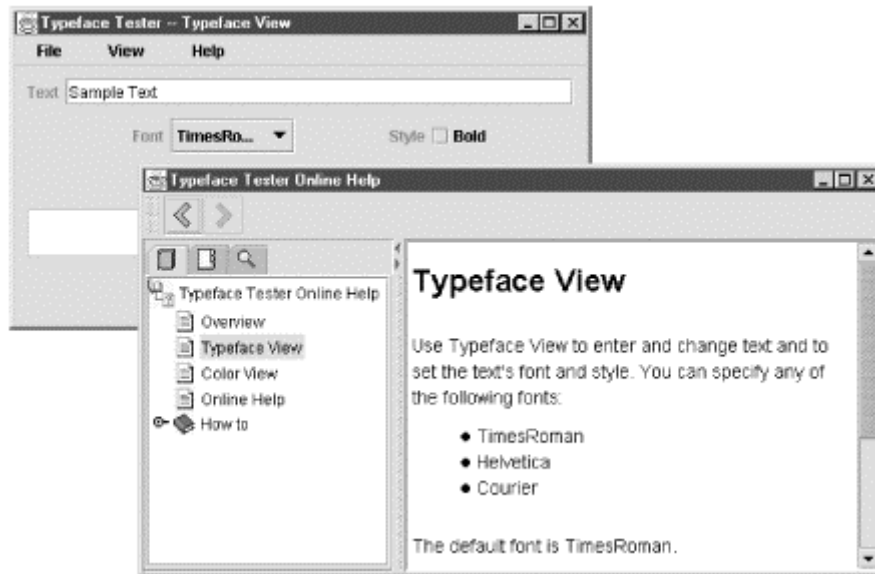 Typeface Tester -- Typeface View
File View Help
Text Sample Text
Font TimesRo... Style Bold
Typeface Tester Online Help
Typeface Tester Online Help
Overview
Typeface View
Color View
Online Help
How to
Typeface View
Use Typeface View to enter and change text and to
set the text's font and style. You can specify any of
the following fonts:
TimesRoman
Helvetica
Courier
The default font is TimesRoman.